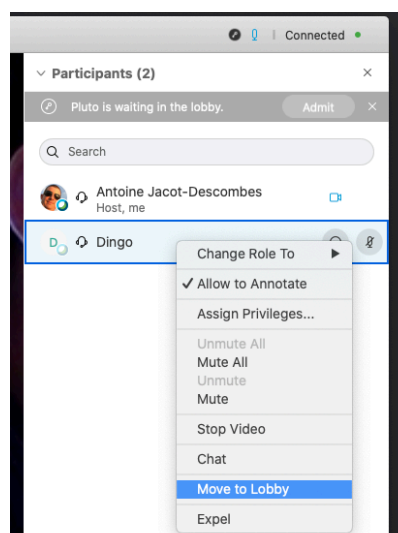 Connected
Participants (2)
Pluto is waiting in the lobby. Admit
Search
Antoine Jacot-Descombes
Host, me
D Dingo
Change Role To
Allow to Annotate
Assign Privileges...
Unmute All
Mute All
Unmute
Mute
Stop Video
Chat
Move to Lobby
Expel